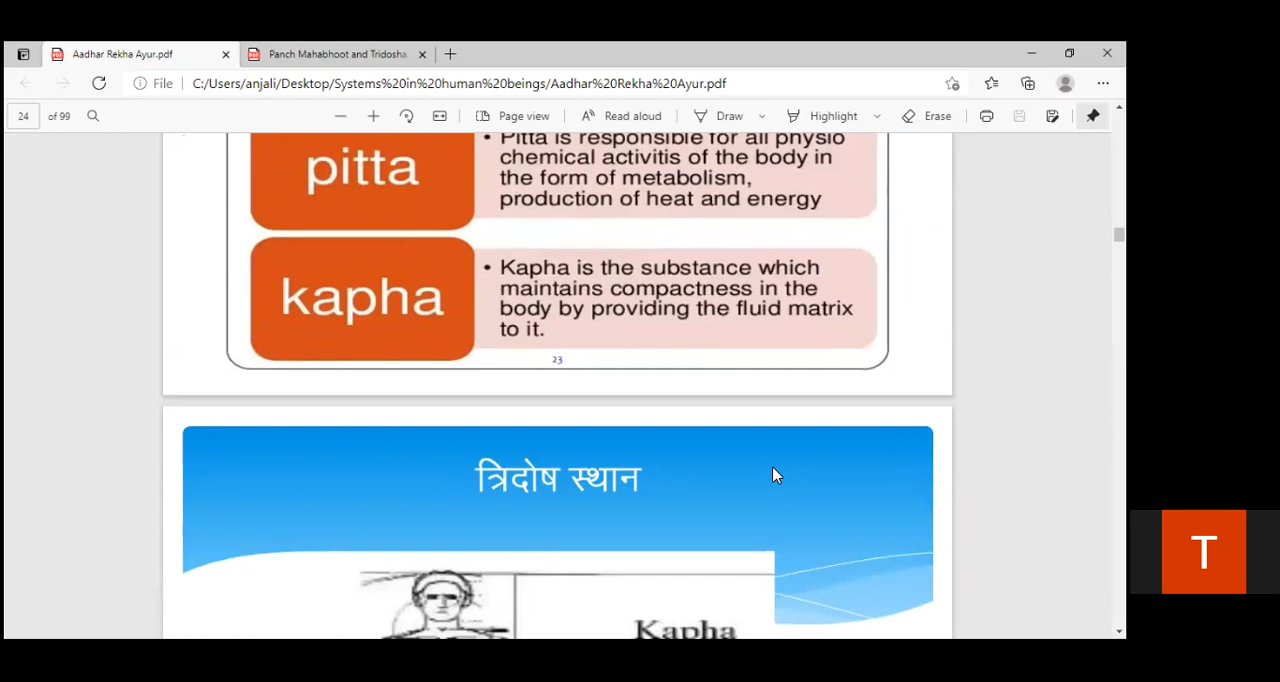 Aadhar Rekha Ayur.pdf
Panch Mahabhoot and Tridosha.
File
C:/Users/anjali/Desktop/Systems%20in%20human%20beings/Aadhar%20Rekha%20Ayur.pdf
24 of 99
Page view
Read aloud
Draw
Highlight
Erase
pitta
• Pitta is responsible for all physio
chemical activitis of the body in
the form of metabolism,
production of heat and energy
kapha
• Kapha is the substance which
maintains compactness in the
body by providing the fluid matrix
to it.
23
त्रिदोष स्थान
Kapha
T